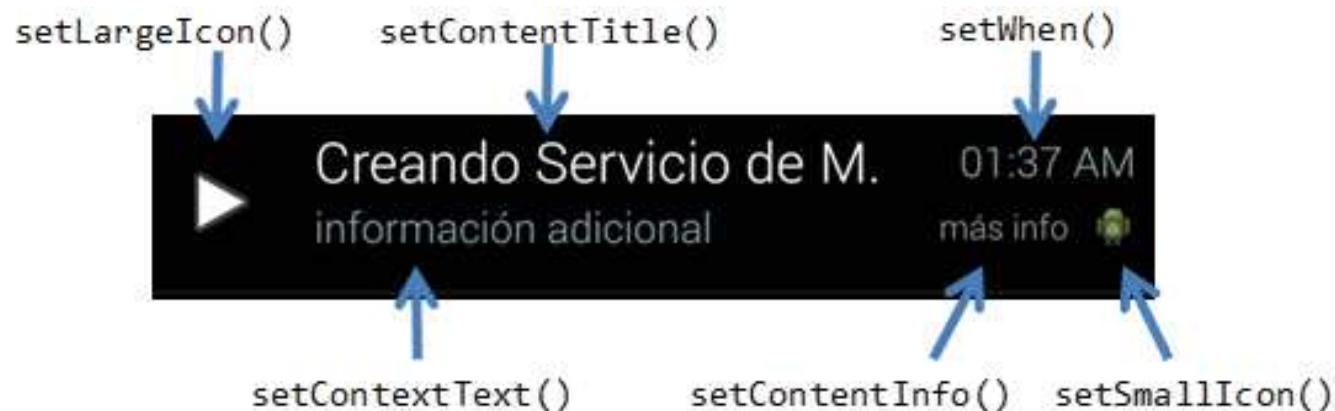 setLargeIcon() setContentTitle() setWhen()
Creando Servicio de M. 01:37 AM
información adicional más info
setContextText() setContentInfo() setSmallIcon()